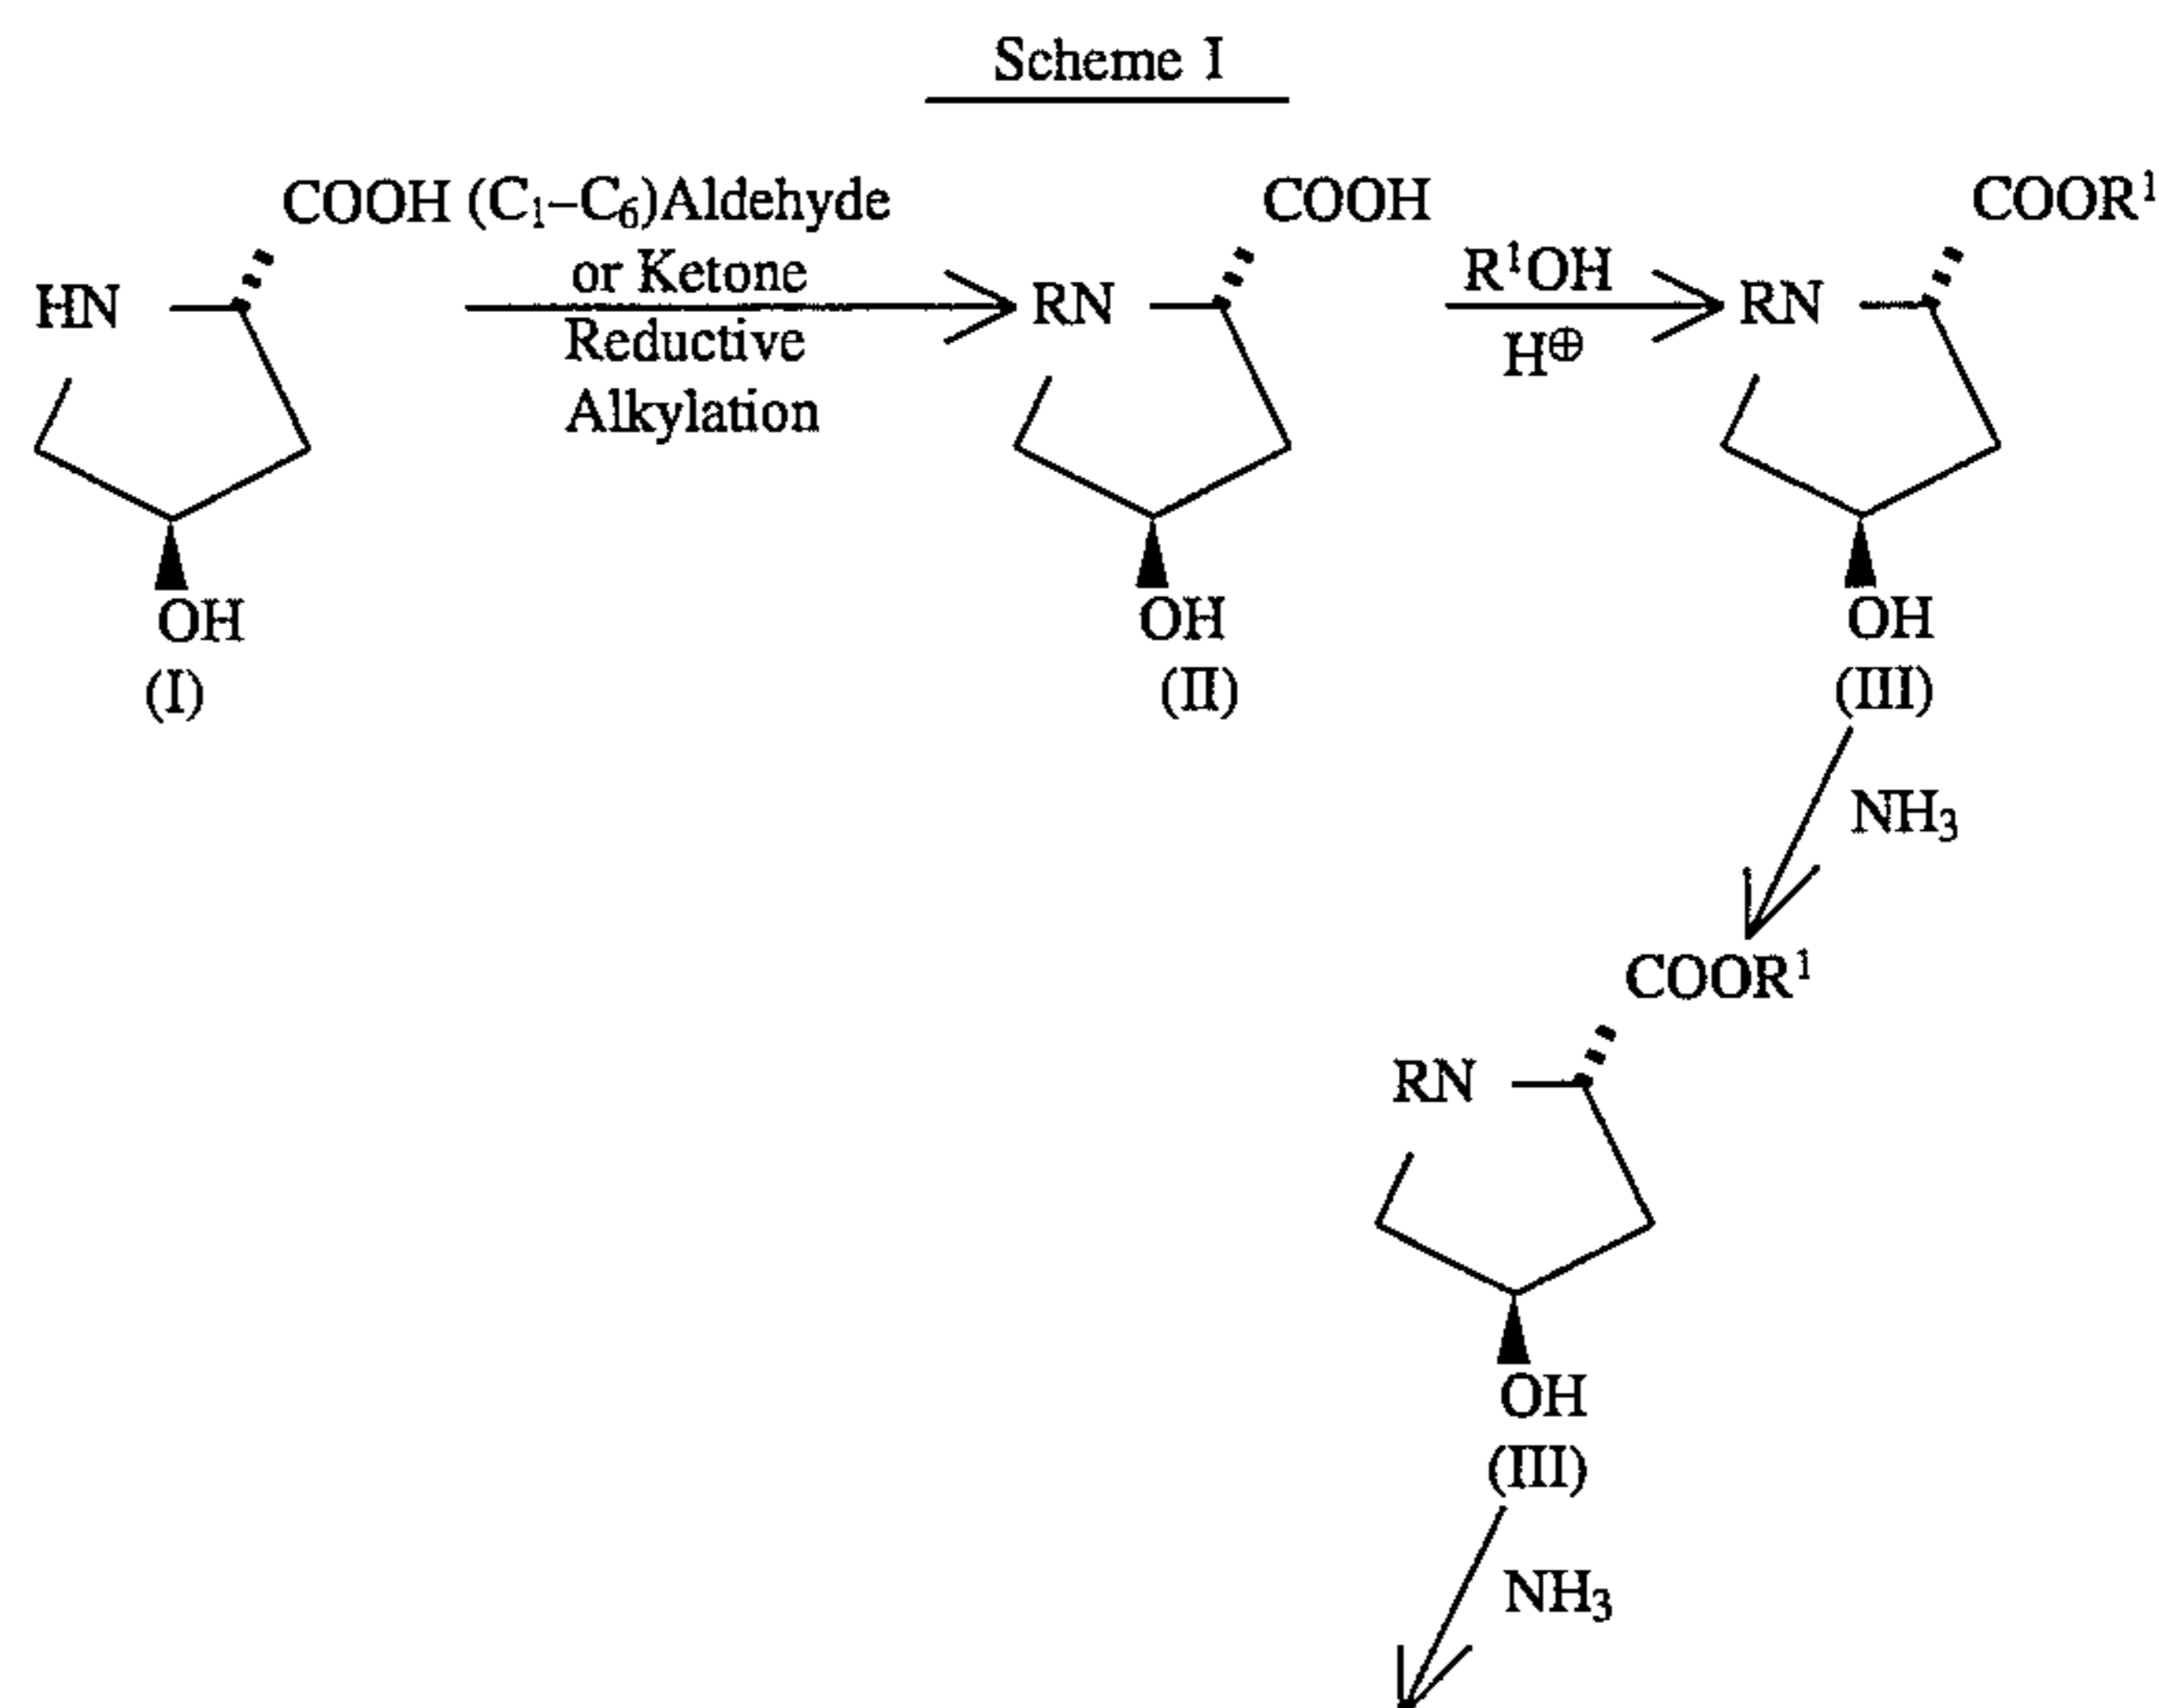 Scheme I
COOH (C₁–C₆)Aldehyde
or Ketone
Reductive
Alkylation
HN
OH
(I)
COOH
RN
OH
(II)
R¹OH
H⊕
COOR¹
RN
OH
(III)
NH₃
COOR¹
RN
OH
(III)
NH₃